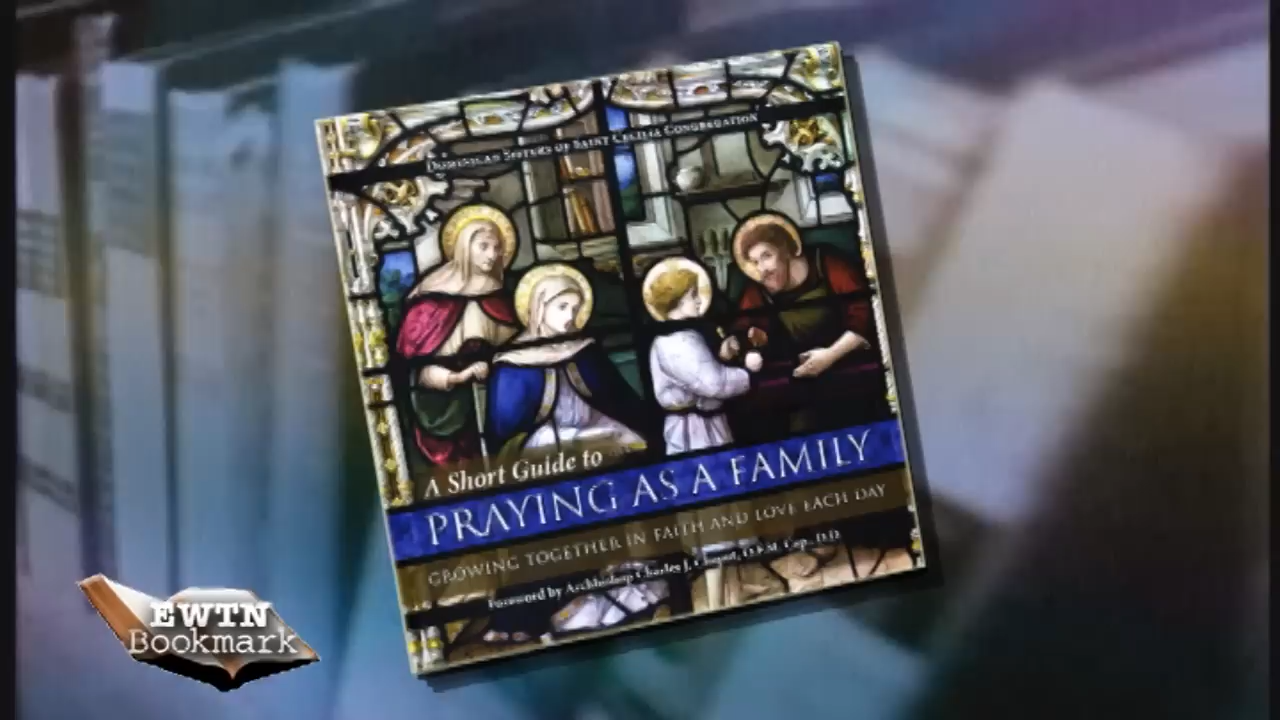 DOMINICAN SISTERS OF SAINT CECILIA CONGREGATION
A Short Guide to
PRAYING AS A FAMILY
GROWING TOGETHER IN FAITH AND LOVE EACH DAY
Foreword by Archbishop Charles J. Chaput, O.F.M. Cap., D.D.
EWTN
Bookmark